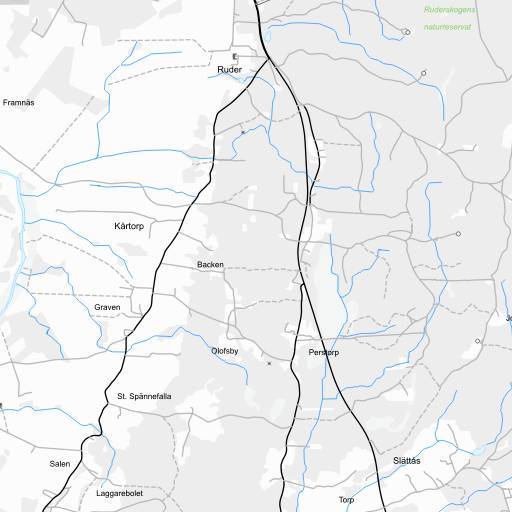 Ruderskogens
naturreservat
Ruder
Framnäs
Kårtorp
Backen
Graven
Olofsby
Perstorp
St. Spännefalla
Salen
Slättås
Laggarebolet
Torp